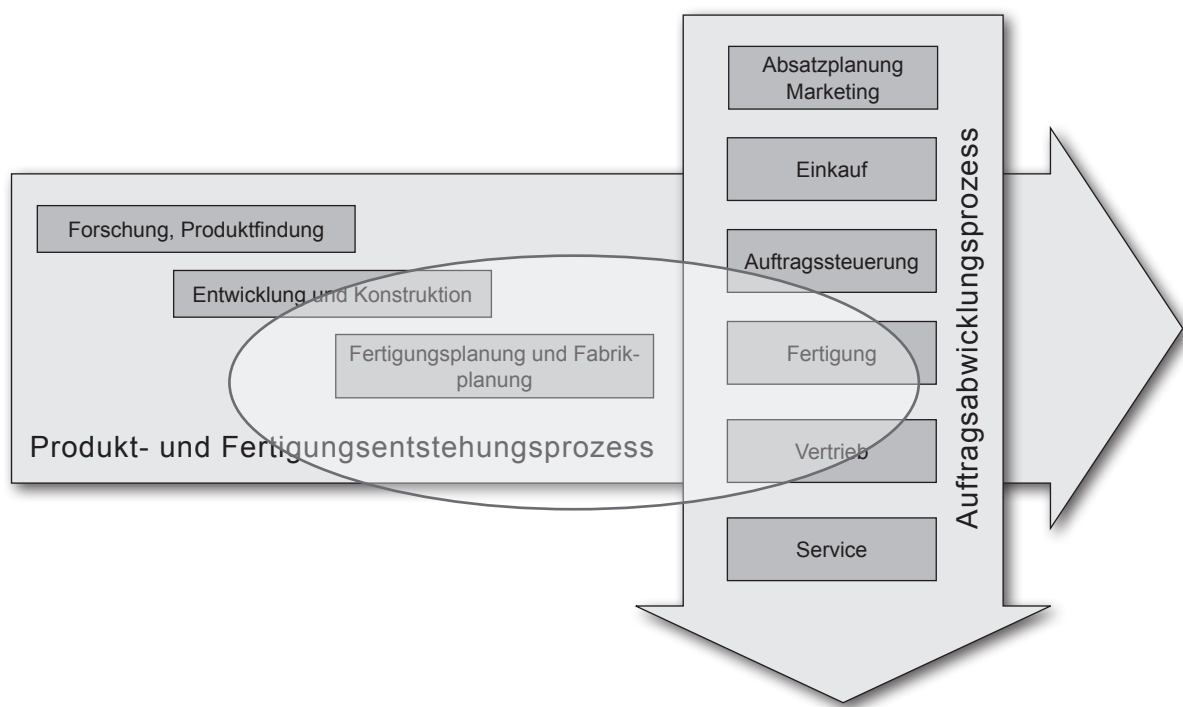 Absatzplanung
Marketing
Einkauf
Auftragssteuerung
Fertigung
Vertrieb
Service
Auftragsabwicklungsprozess
Forschung, Produktfindung
Entwicklung und Konstruktion
Fertigungsplanung und Fabrik-
planung
Produkt- und Fertigungsentstehungsprozess